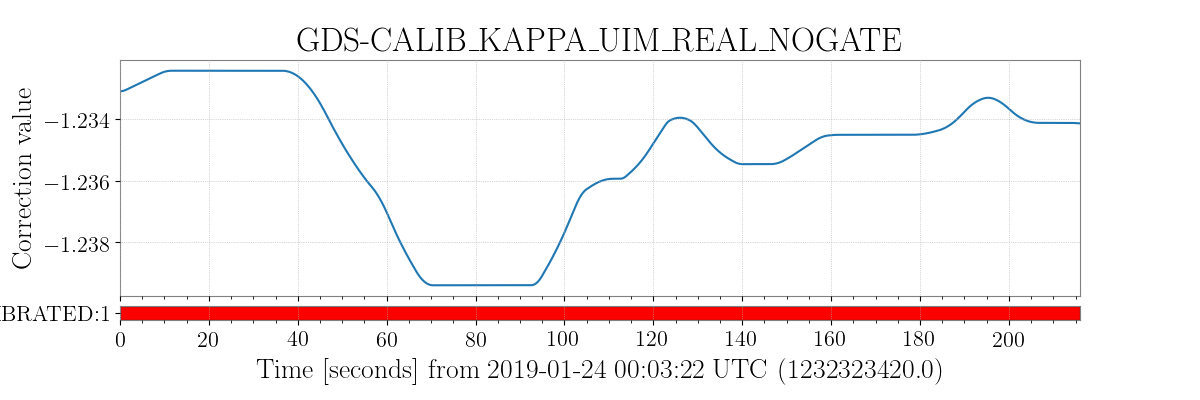 GDS-CALIB_KAPPA_UIM_REAL_NOGATE
Correction value
−1.234
−1.236
−1.238
BRATED:1
0 20 40 60 80 100 120 140 160 180 200
Time [seconds] from 2019-01-24 00:03:22 UTC (1232323420.0)